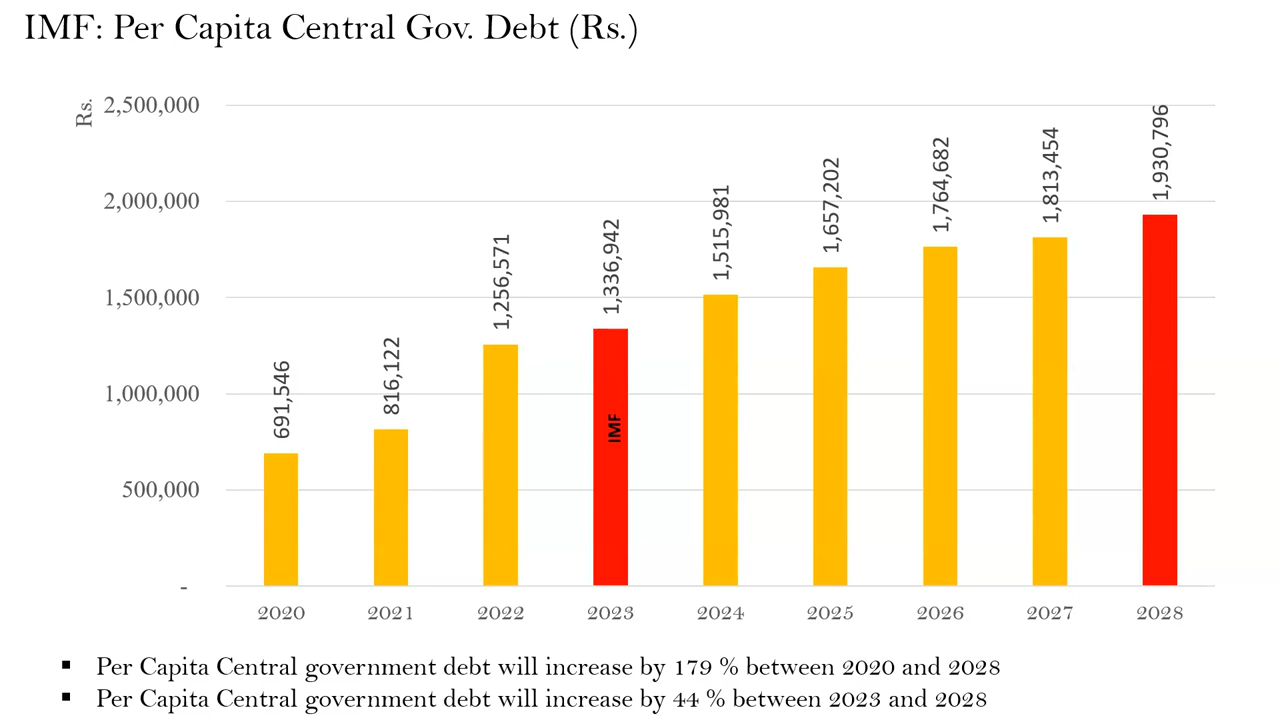 IMF: Per Capita Central Gov. Debt (Rs.)
Rs.
2,500,000
2,000,000
1,500,000
1,000,000
500,000
-
691,546
816,122
1,256,571
1,336,942
1,515,981
1,657,202
1,764,682
1,813,454
1,930,796
IMF
2020 2021 2022 2023 2024 2025 2026 2027 2028
▪ Per Capita Central government debt will increase by 179 % between 2020 and 2028
▪ Per Capita Central government debt will increase by 44 % between 2023 and 2028